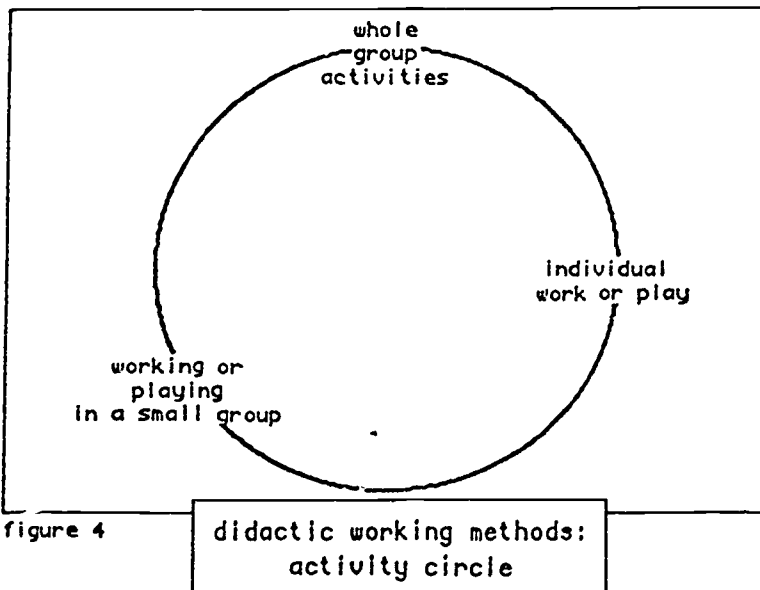 whole
group
activities
individual
work or play
working or
playing
in a small group
figure 4
didactic working methods:
activity circle